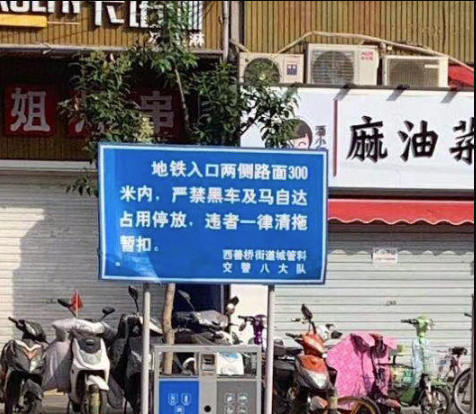 姐
串
麻油
地铁入口两侧路面300
米内，严禁黑车及马自达
占用停放，违者一律清拖
暂扣。
西善桥街道城管科
交警八大队